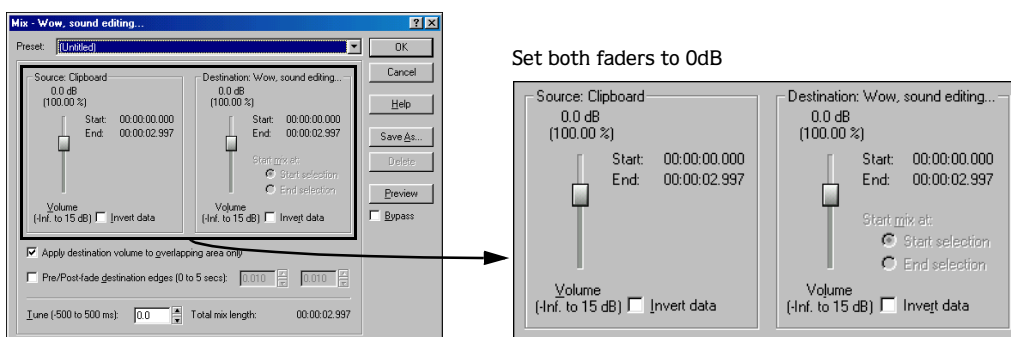 Mix - Wow, sound editing...
Preset: (Untitled)
OK
Cancel
Help
Save As...
Delete
Preview
Bypass
Source: Clipboard
0.0 dB
(100.00 %)
Start: 00:00:00.000
End: 00:00:02.997
Volume
(-Inf. to 15 dB) Invert data
Destination: Wow, sound editing...
0.0 dB
(100.00 %)
Start: 00:00:00.000
End: 00:00:02.997
Start mix at:
Start selection
End selection
Volume
(-Inf. to 15 dB) Invert data
Apply destination volume to overlapping area only
Pre/Post-fade destination edges (0 to 5 secs): 0.010 0.010
Tune (-500 to 500 ms): 0.0 Total mix length: 00:00:02.997
Set both faders to 0dB
Source: Clipboard
0.0 dB
(100.00 %)
Start: 00:00:00.000
End: 00:00:02.997
Volume
(-Inf. to 15 dB) Invert data
Destination: Wow, sound editing...
0.0 dB
(100.00 %)
Start: 00:00:00.000
End: 00:00:02.997
Start mix at:
Start selection
End selection
Volume
(-Inf. to 15 dB) Invert data